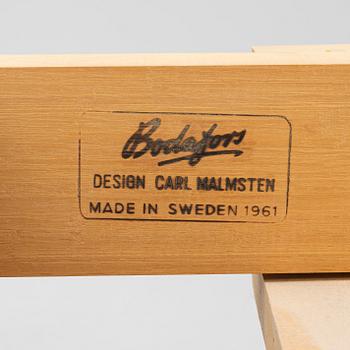 Bodafors
DESIGN CARL MALMSTEN
MADE IN SWEDEN 1961